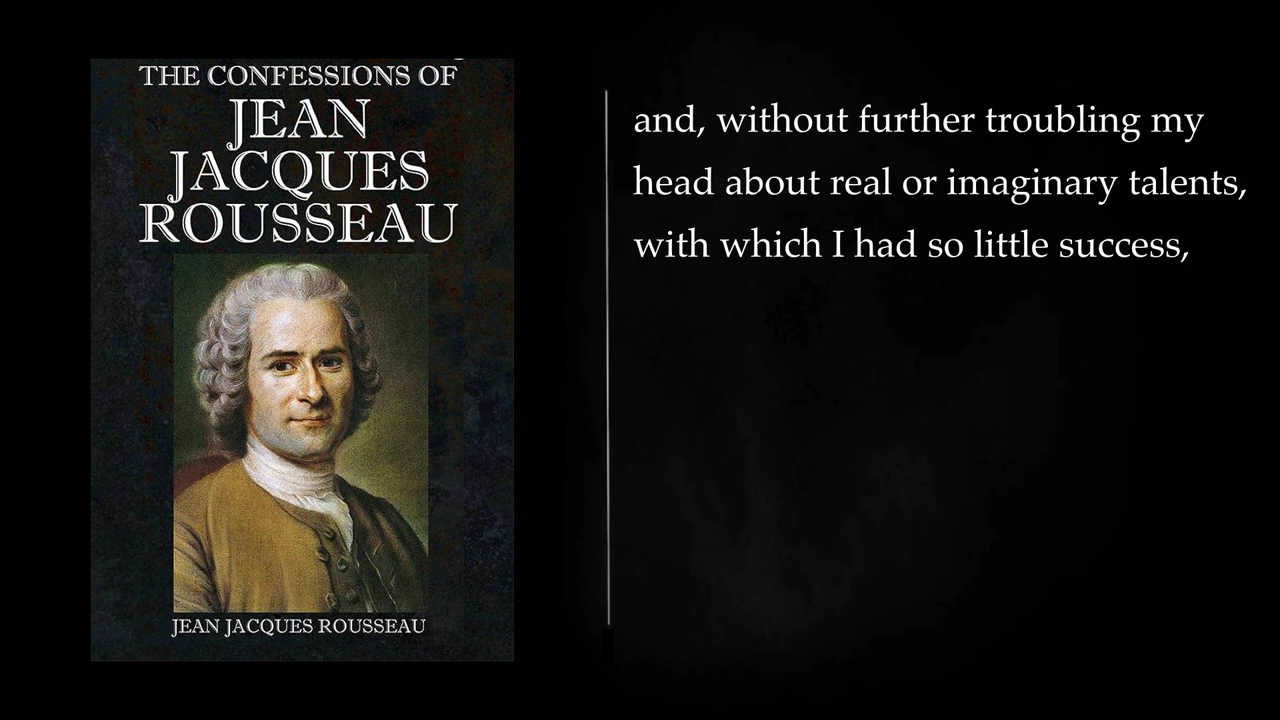 THE CONFESSIONS OF
JEAN
JACQUES
ROUSSEAU
JEAN JACQUES ROUSSEAU
and, without further troubling my
head about real or imaginary talents,
with which I had so little success,